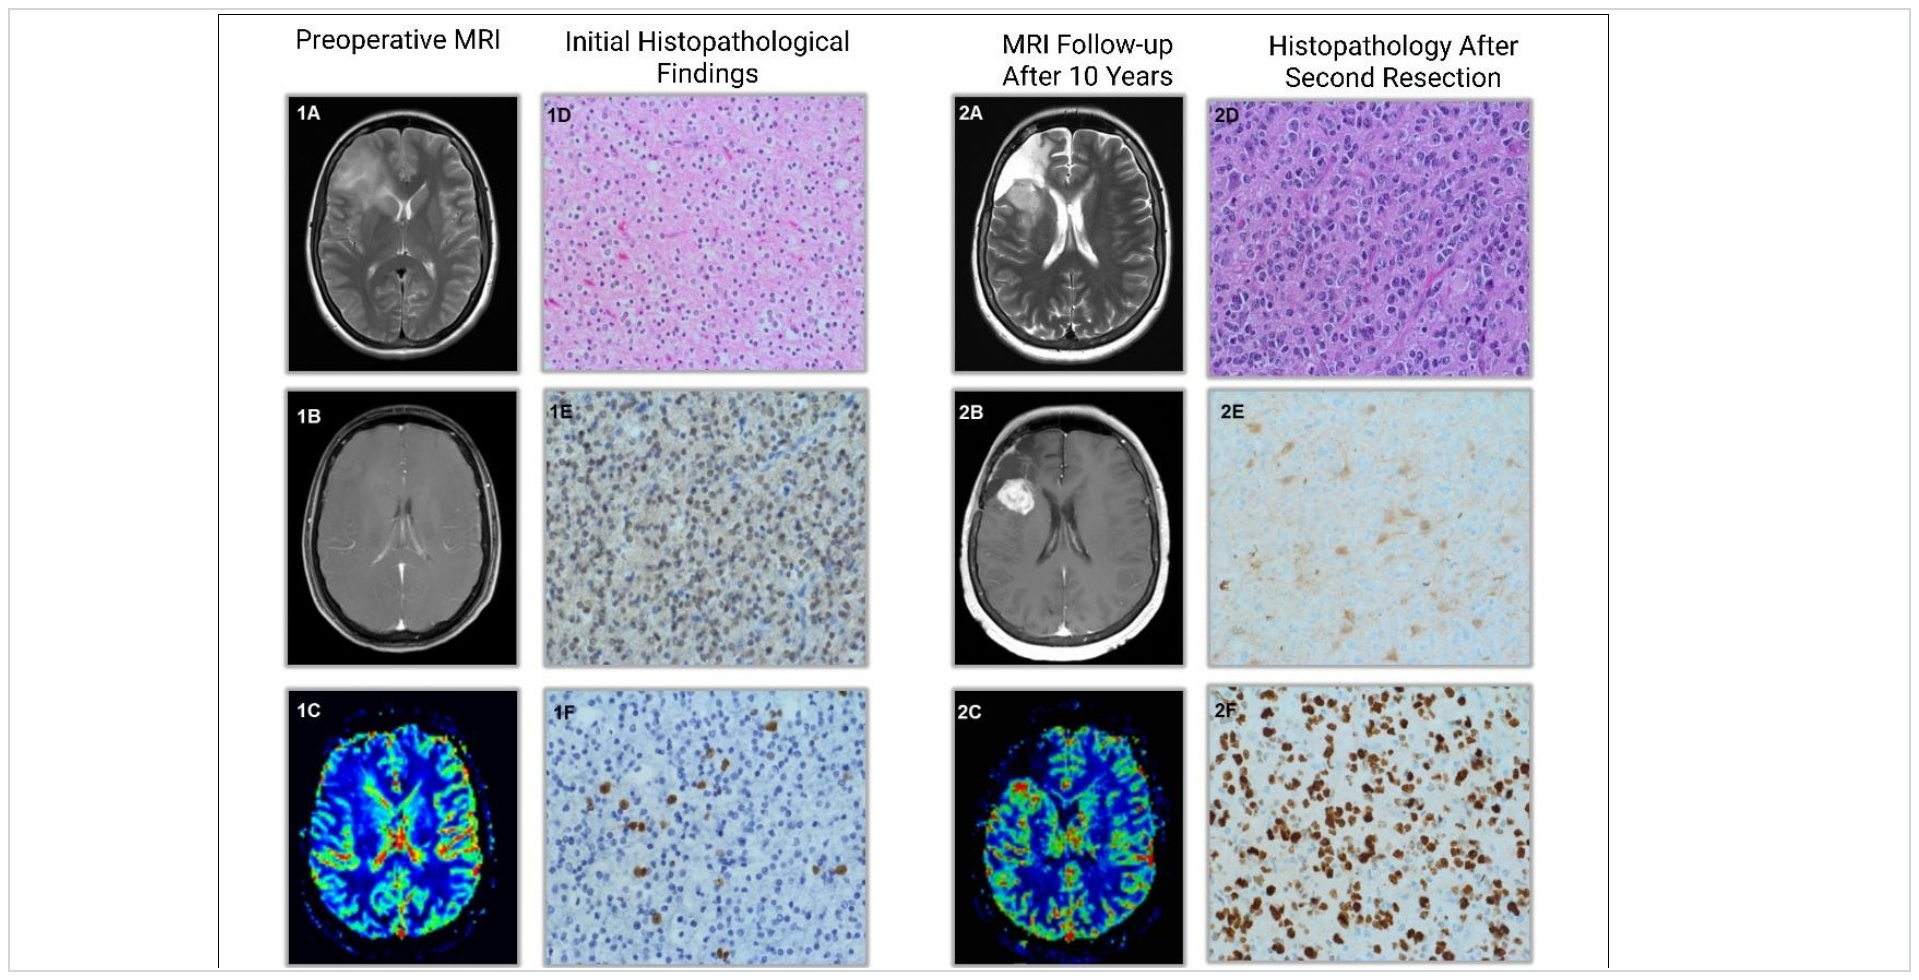 Preoperative MRI
Initial Histopathological
Findings
MRI Follow-up
After 10 Years
Histopathology After
Second Resection
1A
1D
2A
2D
1B
1E
2B
2E
1C
1F
2C
2F